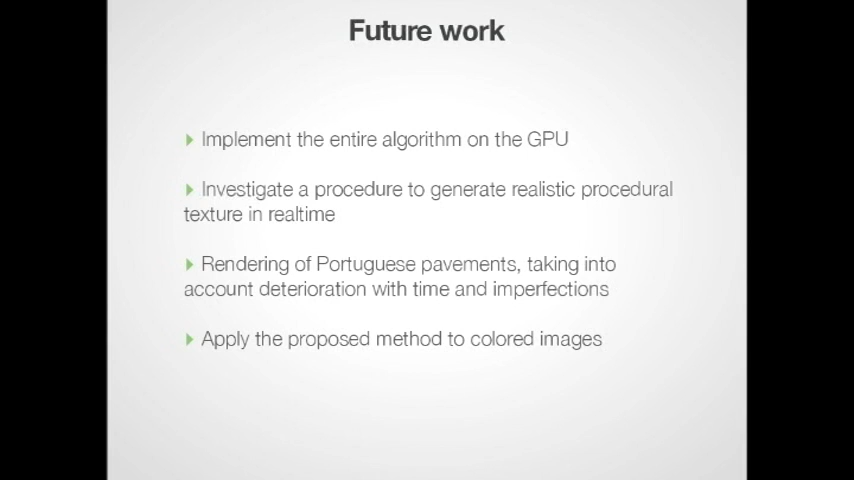 Future work
Implement the entire algorithm on the GPU
Investigate a procedure to generate realistic procedural
texture in realtime
Rendering of Portuguese pavements, taking into
account deterioration with time and imperfections
Apply the proposed method to colored images